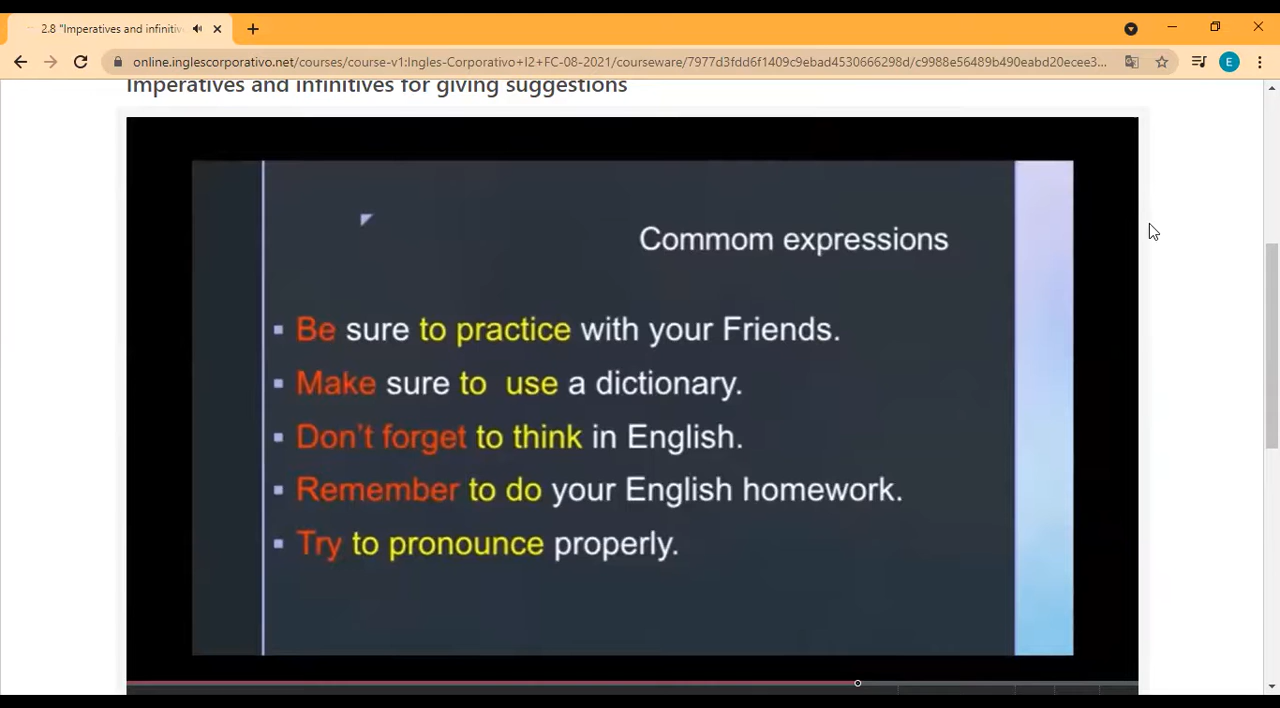 2.8 "Imperatives and infinitiv
online.inglescorporativo.net/courses/course-v1:Ingles-Corporativo+I2+FC-08-2021/courseware/7977d3fdd6f1409c9ebad4530666298d/c9988e56489b490eabd20ecee3...
E
Imperatives and infinitives for giving suggestions
Commom expressions
Be sure to practice with your Friends.
Make sure to use a dictionary.
Don't forget to think in English.
Remember to do your English homework.
Try to pronounce properly.